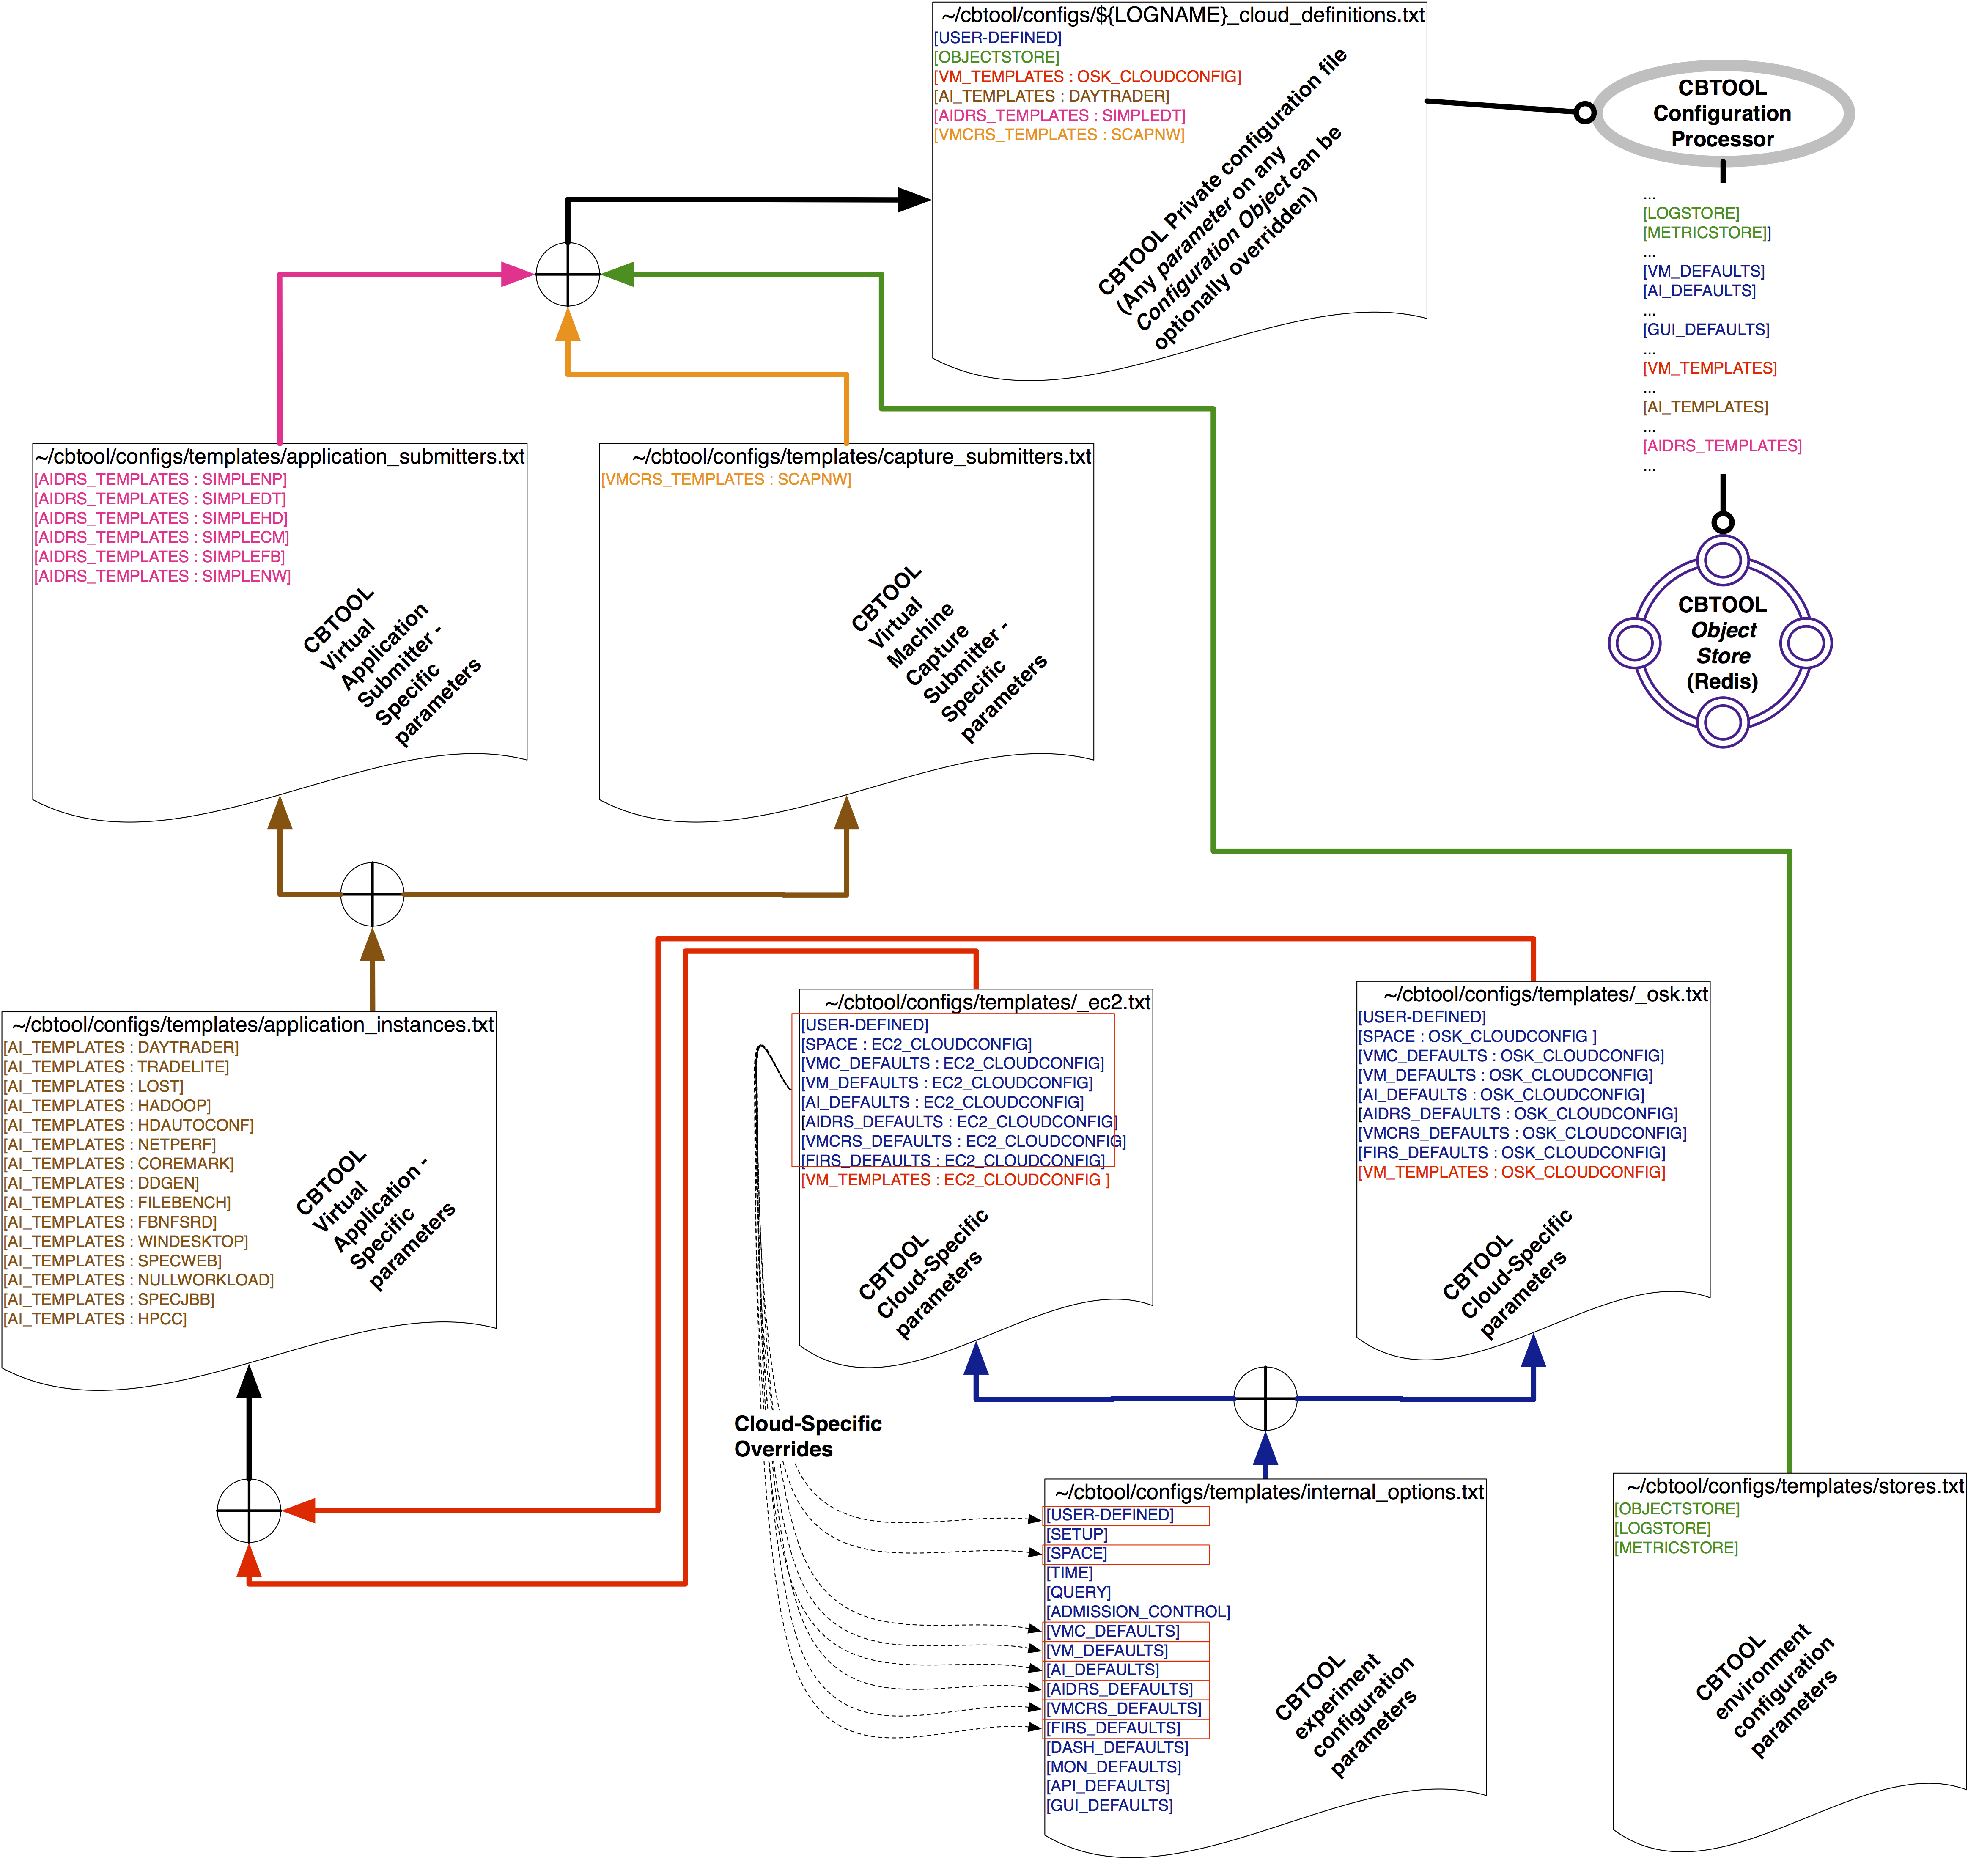 ~/cbtool/configs/${LOGNAME}_cloud_definitions.txt
[USER-DEFINED]
[OBJECTSTORE]
[VM_TEMPLATES : OSK_CLOUDCONFIG]
[AI_TEMPLATES : DAYTRADER]
[AIDRS_TEMPLATES : SIMPLEDT]
[VMCRS_TEMPLATES : SCAPNW]
CBTOOL Private configuration file
(Any parameter on any
Configuration Object can be
optionally overridden)
CBTOOL
Configuration
Processor
...
[LOGSTORE]
[METRICSTORE]]
...
[VM_DEFAULTS]
[AI_DEFAULTS]
...
[GUI_DEFAULTS]
...
[VM_TEMPLATES]
...
[AI_TEMPLATES]
...
[AIDRS_TEMPLATES]
...
CBTOOL
Object
Store
(Redis)
~/cbtool/configs/templates/application_submitters.txt
[AIDRS_TEMPLATES : SIMPLENP]
[AIDRS_TEMPLATES : SIMPLEDT]
[AIDRS_TEMPLATES : SIMPLEHD]
[AIDRS_TEMPLATES : SIMPLECM]
[AIDRS_TEMPLATES : SIMPLEFB]
[AIDRS_TEMPLATES : SIMPLENW]
CBTOOL
Virtual
Application
Submitter -
Specific
parameters
~/cbtool/configs/templates/capture_submitters.txt
[VMCRS_TEMPLATES : SCAPNW]
CBTOOL
Virtual
Machine
Capture
Submitter -
Specific
parameters
~/cbtool/configs/templates/application_instances.txt
[AI_TEMPLATES : DAYTRADER]
[AI_TEMPLATES : TRADELITE]
[AI_TEMPLATES : LOST]
[AI_TEMPLATES : HADOOP]
[AI_TEMPLATES : HDAUTOCONF]
[AI_TEMPLATES : NETPERF]
[AI_TEMPLATES : COREMARK]
[AI_TEMPLATES : DDGEN]
[AI_TEMPLATES : FILEBENCH]
[AI_TEMPLATES : FBNFSRD]
[AI_TEMPLATES : WINDESKTOP]
[AI_TEMPLATES : SPECWEB]
[AI_TEMPLATES : NULLWORKLOAD]
[AI_TEMPLATES : SPECJBB]
[AI_TEMPLATES : HPCC]
CBTOOL
Virtual
Application -
Specific
parameters
~/cbtool/configs/templates/_ec2.txt
[USER-DEFINED]
[SPACE : EC2_CLOUDCONFIG]
[VMC_DEFAULTS : EC2_CLOUDCONFIG]
[VM_DEFAULTS : EC2_CLOUDCONFIG]
[AI_DEFAULTS : EC2_CLOUDCONFIG]
[AIDRS_DEFAULTS : EC2_CLOUDCONFIG]
[VMCRS_DEFAULTS : EC2_CLOUDCONFIG]
[FIRS_DEFAULTS : EC2_CLOUDCONFIG]
[VM_TEMPLATES : EC2_CLOUDCONFIG ]
CBTOOL
Cloud-Specific
parameters
~/cbtool/configs/templates/_osk.txt
[USER-DEFINED]
[SPACE : OSK_CLOUDCONFIG ]
[VMC_DEFAULTS : OSK_CLOUDCONFIG]
[VM_DEFAULTS : OSK_CLOUDCONFIG]
[AI_DEFAULTS : OSK_CLOUDCONFIG]
[AIDRS_DEFAULTS : OSK_CLOUDCONFIG]
[VMCRS_DEFAULTS : OSK_CLOUDCONFIG]
[FIRS_DEFAULTS : OSK_CLOUDCONFIG]
[VM_TEMPLATES : OSK_CLOUDCONFIG]
CBTOOL
Cloud-Specific
parameters
Cloud-Specific
Overrides
~/cbtool/configs/templates/internal_options.txt
[USER-DEFINED]
[SETUP]
[SPACE]
[TIME]
[QUERY]
[ADMISSION_CONTROL]
[VMC_DEFAULTS]
[VM_DEFAULTS]
[AI_DEFAULTS]
[AIDRS_DEFAULTS]
[VMCRS_DEFAULTS]
[FIRS_DEFAULTS]
[DASH_DEFAULTS]
[MON_DEFAULTS]
[API_DEFAULTS]
[GUI_DEFAULTS]
CBTOOL
experiment
configuration
parameters
~/cbtool/configs/templates/stores.txt
[OBJECTSTORE]
[LOGSTORE]
[METRICSTORE]
CBTOOL
environment
configuration
parameters